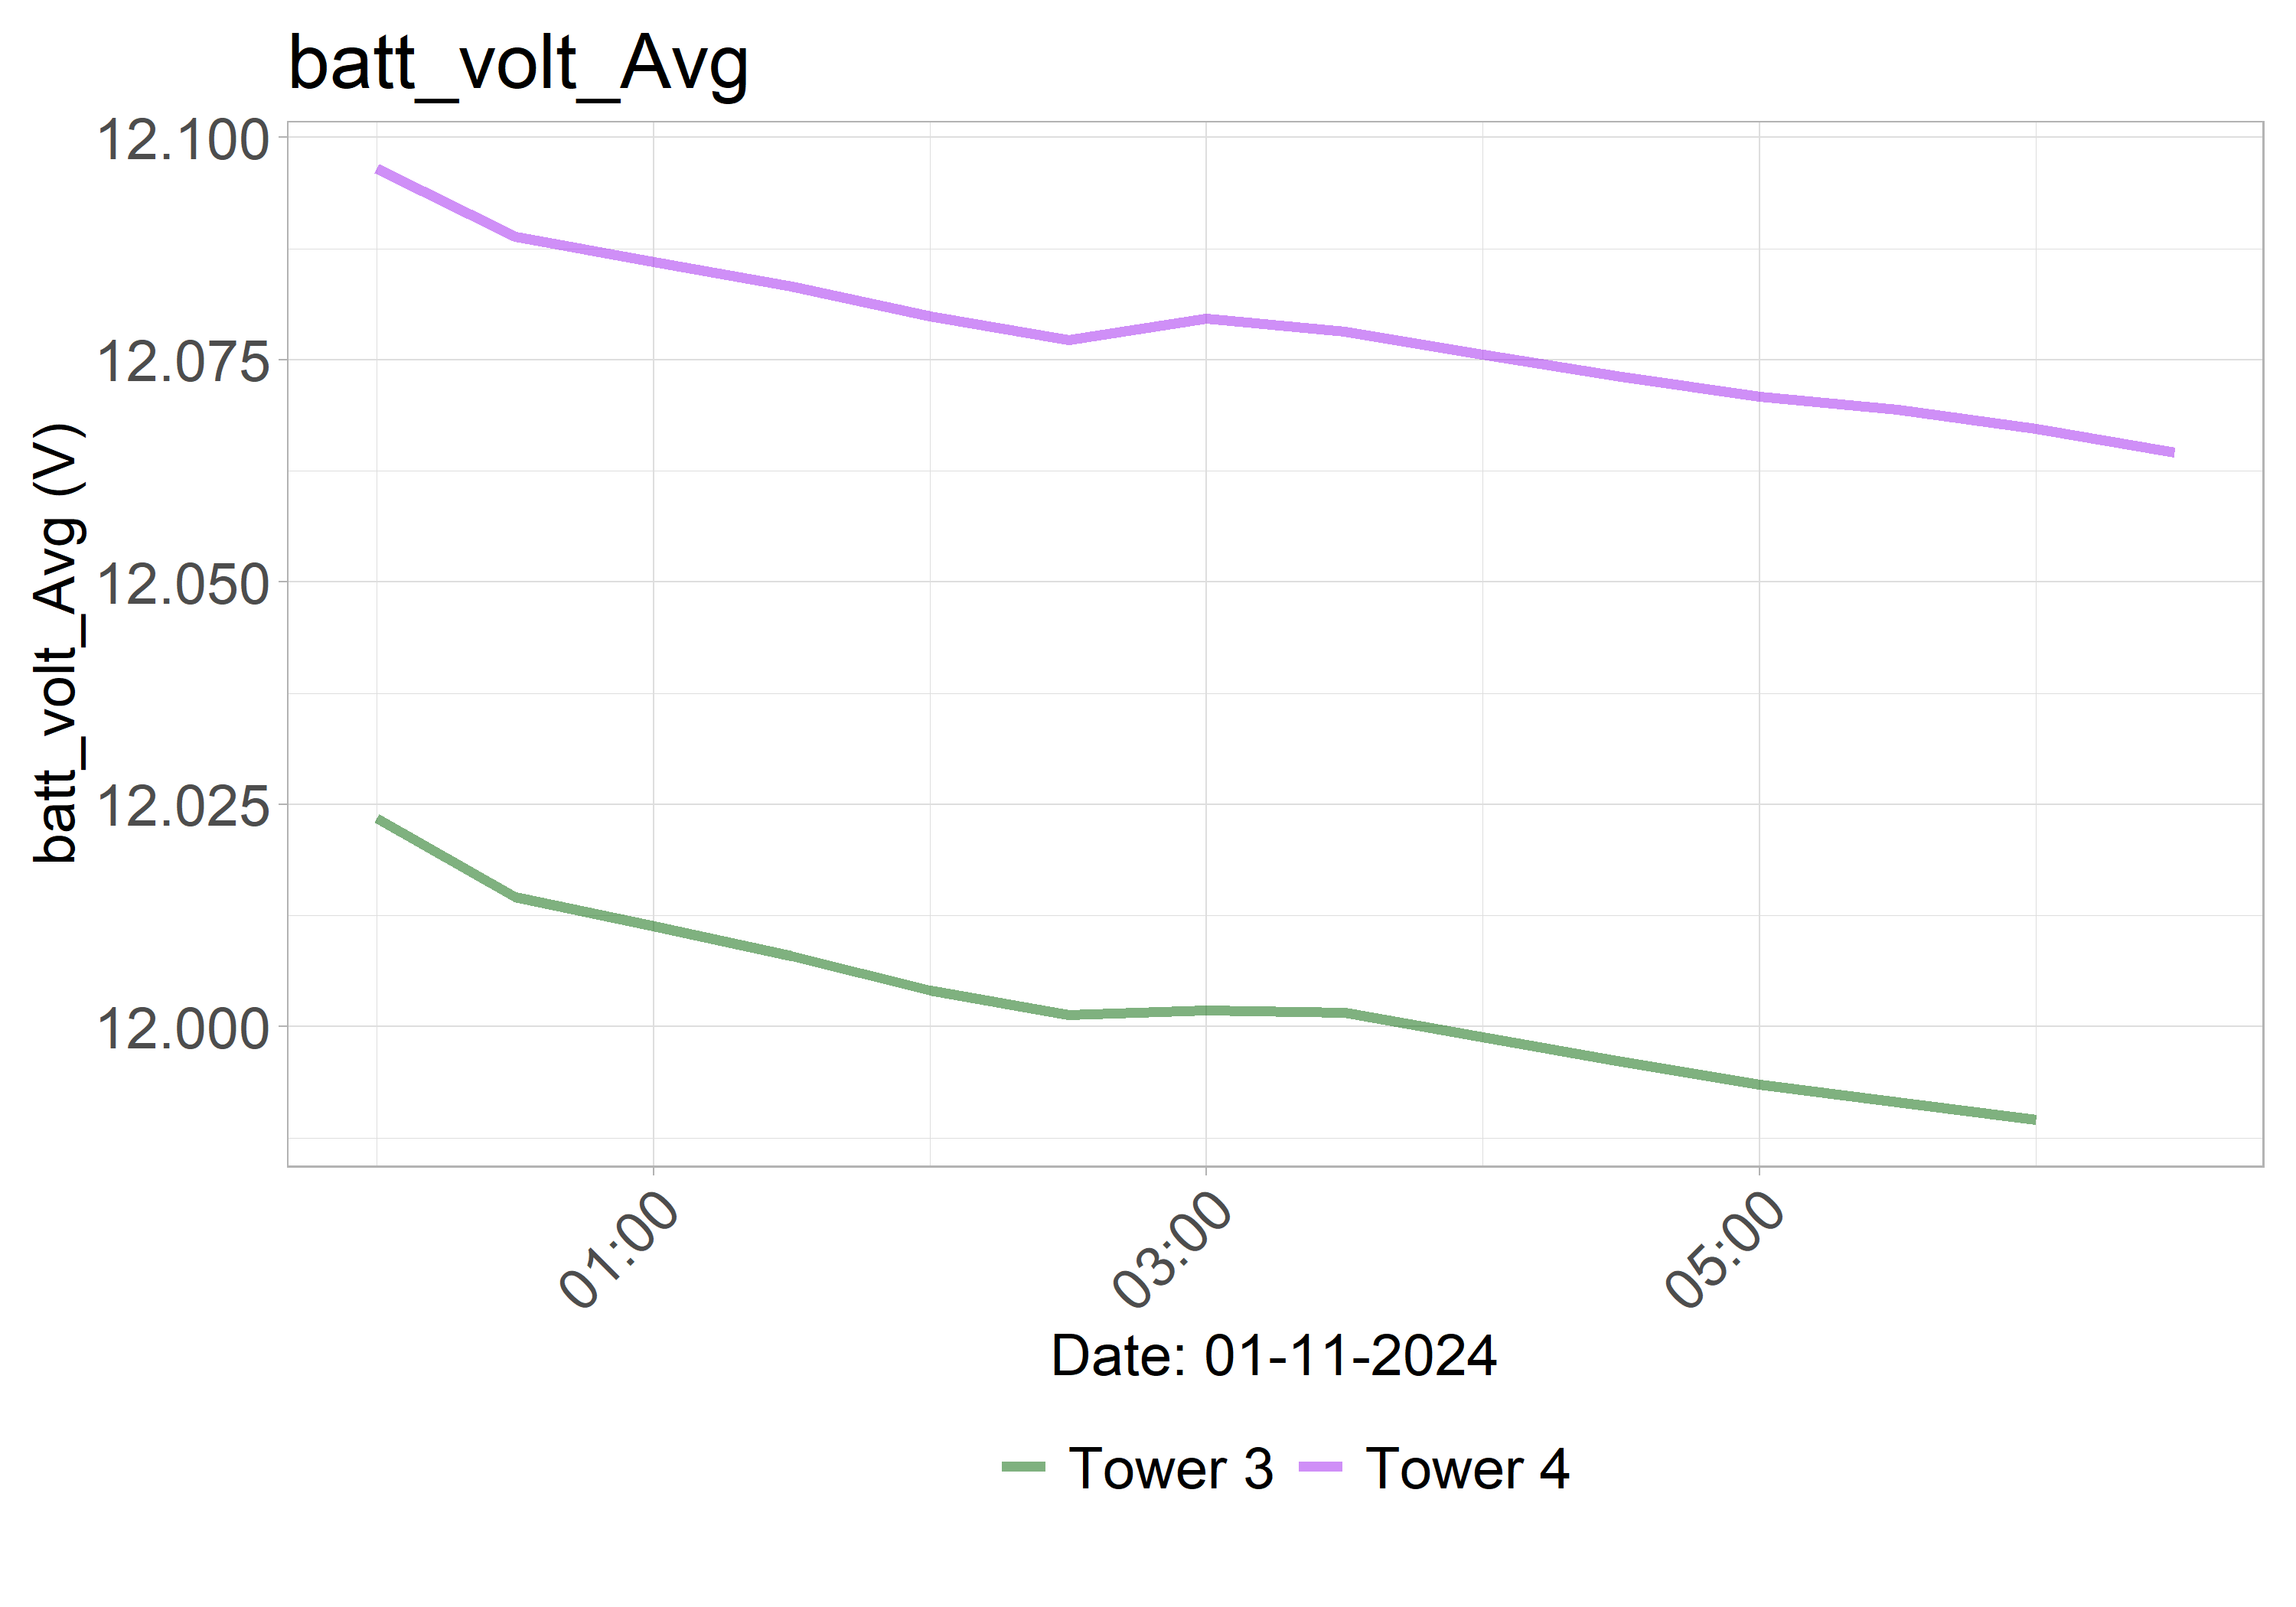 batt_volt_Avg
12.100
12.075
12.050
12.025
12.000
batt_volt_Avg (V)
01:00
03:00
05:00
Date: 01-11-2024
Tower 3
Tower 4